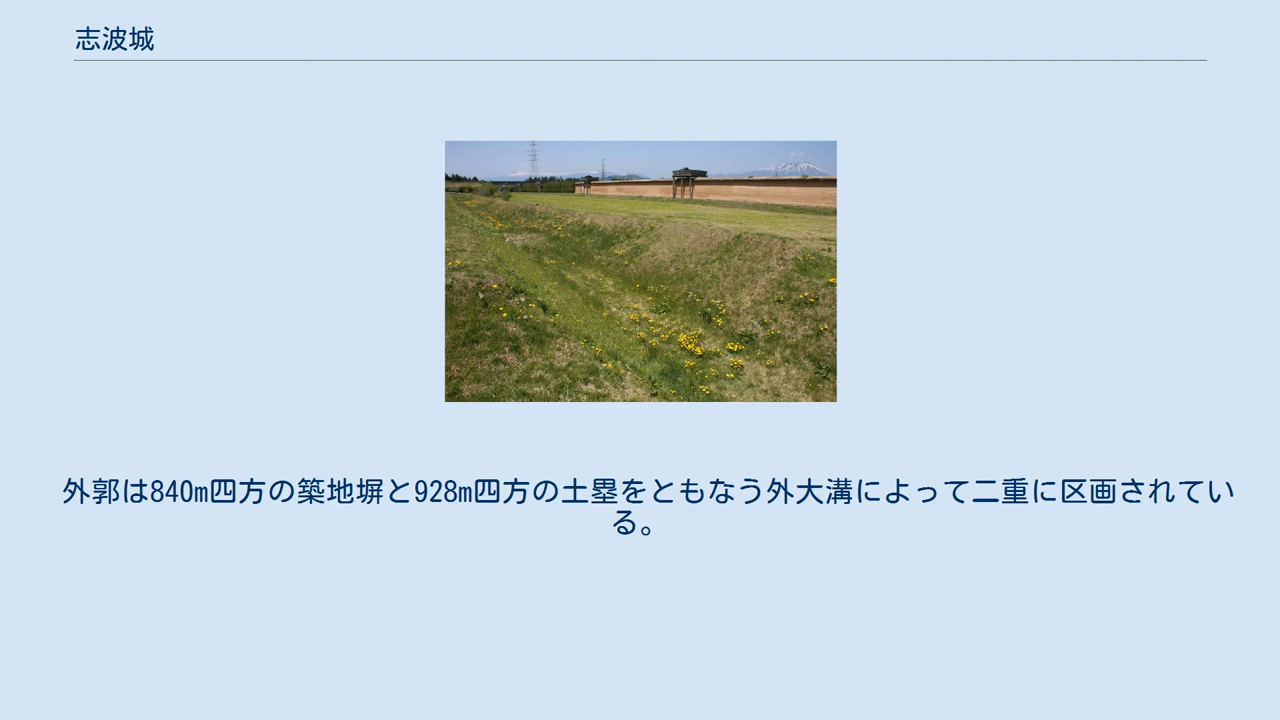 志波城
外郭は840m四方の築地塀と928m四方の土塁をともなう外大溝によって二重に区画されてい
る。